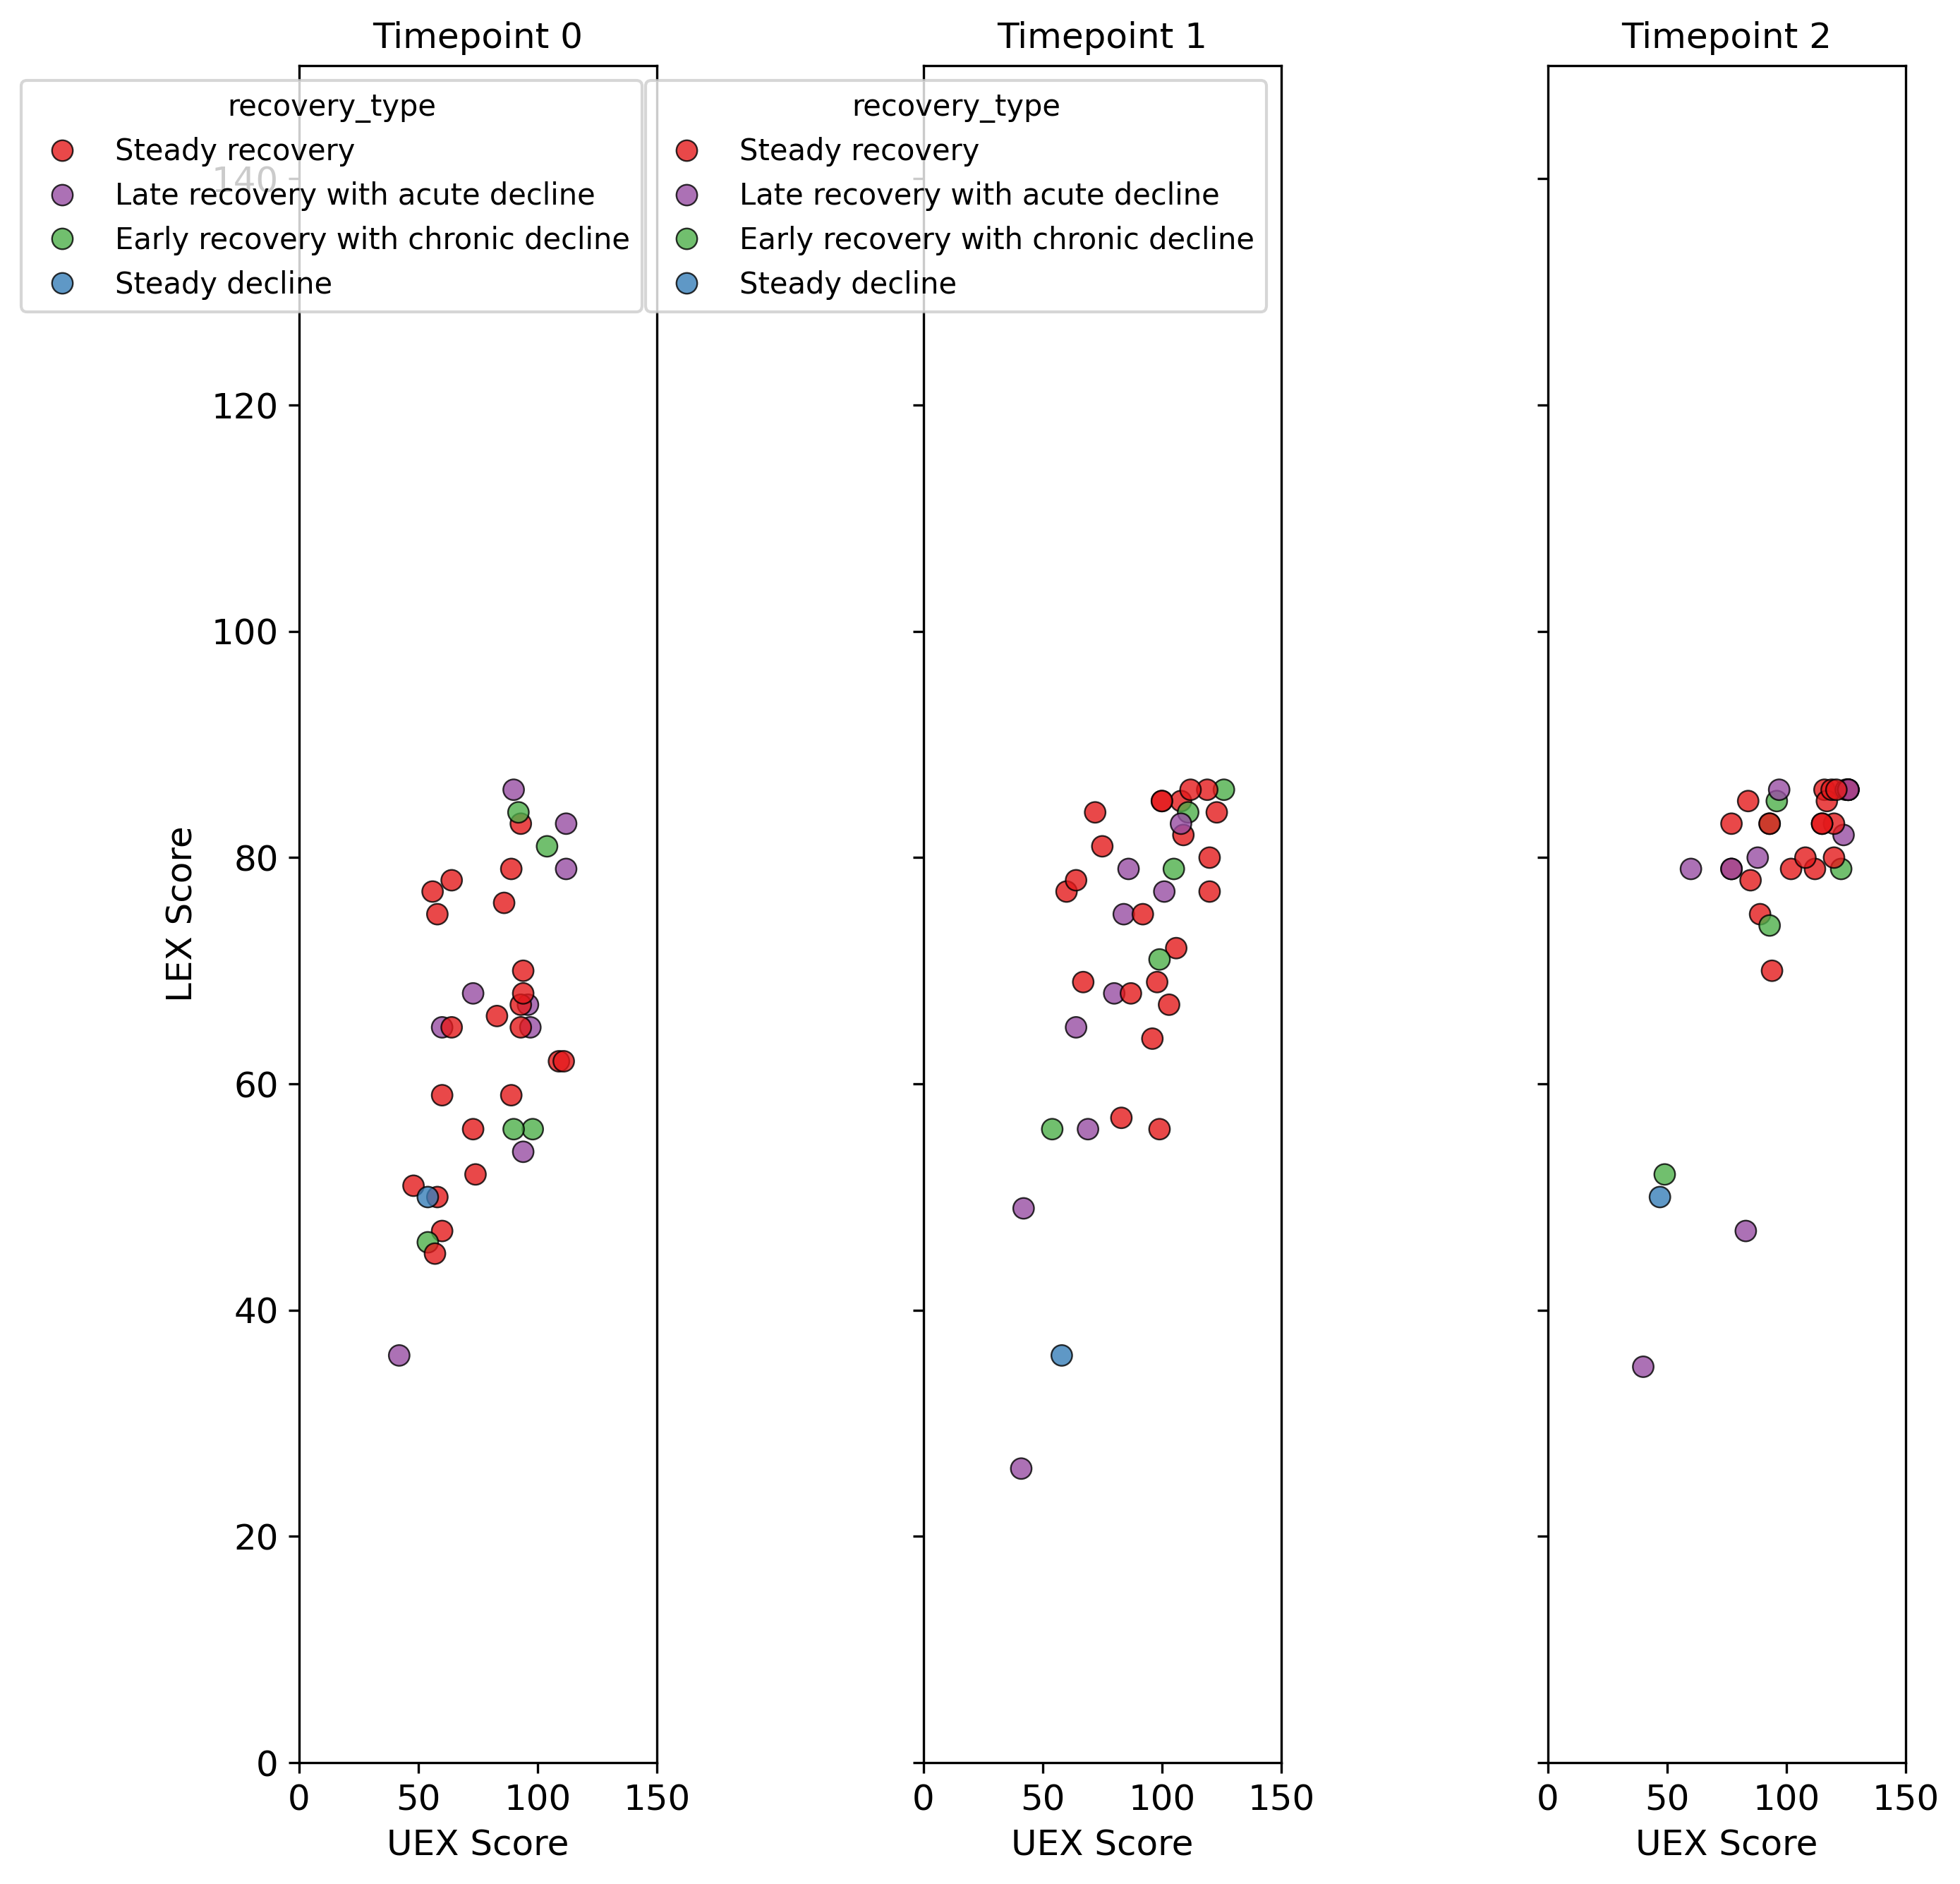 Timepoint 0
Timepoint 1
Timepoint 2
recovery_type
Steady recovery
Late recovery with acute decline
Early recovery with chronic decline
Steady decline
recovery_type
Steady recovery
Late recovery with acute decline
Early recovery with chronic decline
Steady decline
LEX Score
140
120
100
80
60
40
20
0
0 50 100 150
0 50 100 150
0 50 100 150
UEX Score
UEX Score
UEX Score